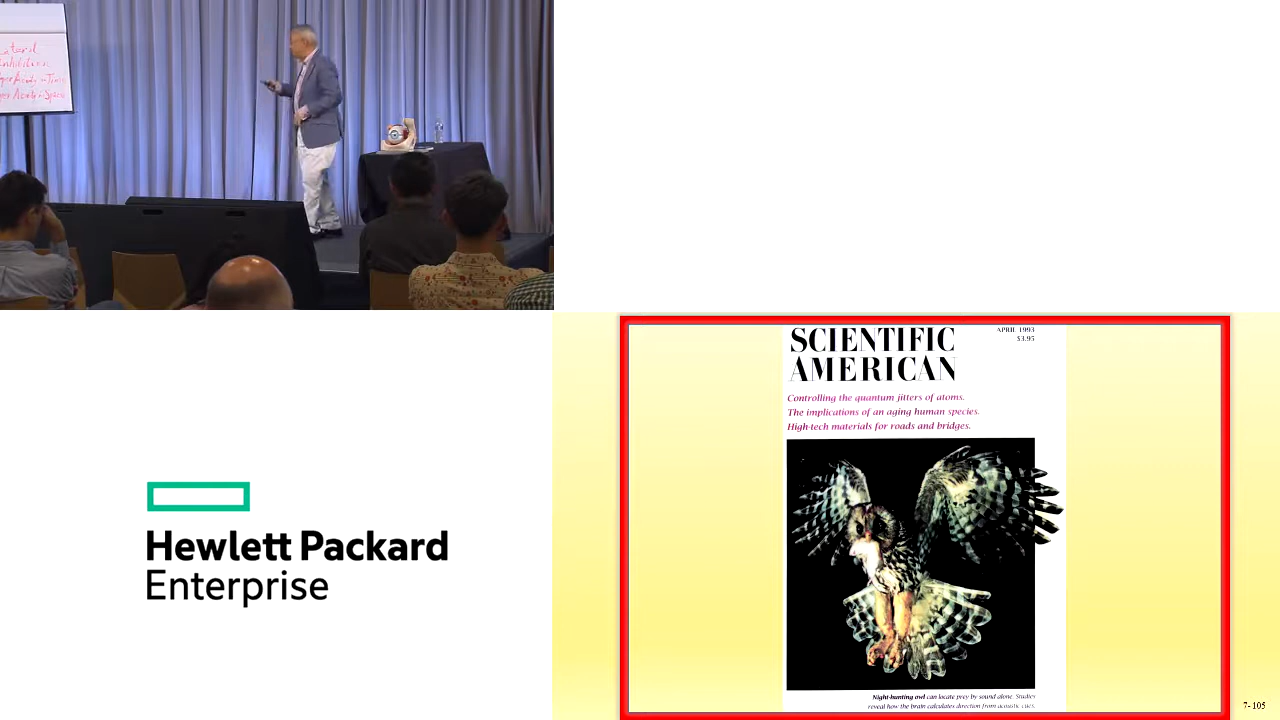 Hewlett Packard
Enterprise
SCIENTIFIC
AMERICAN
APRIL 1993
$3.95
Controlling the quantum jitters of atoms.
The implications of an aging human species.
High-tech materials for roads and bridges.
Night-hunting owl can locate prey by sound alone. Studies
reveal how the brain calculates direction from acoustic cues.
7-105